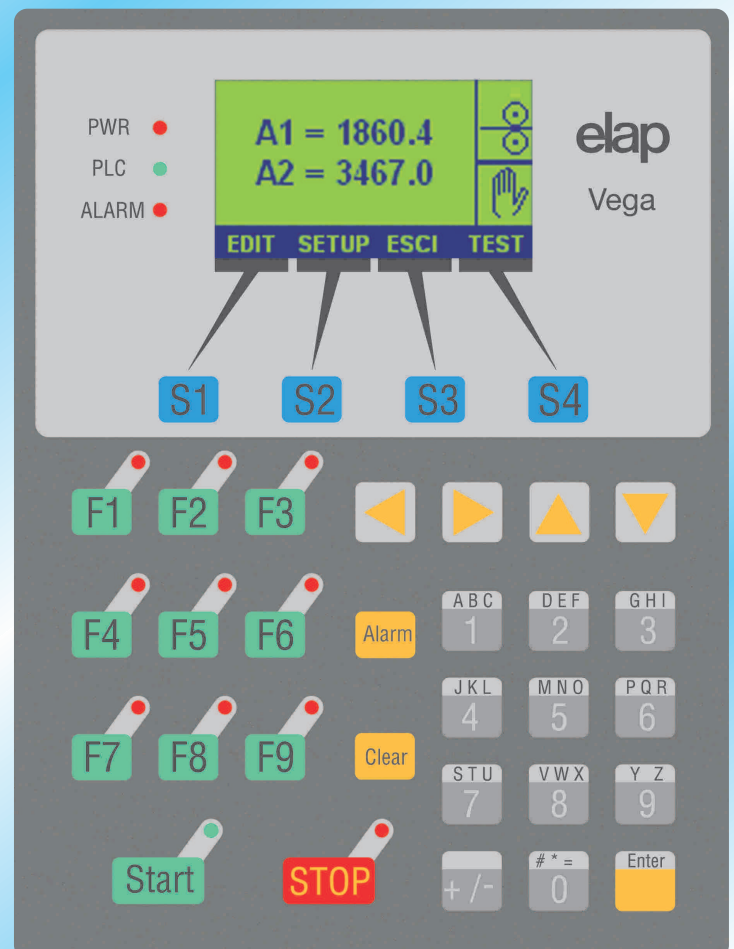 PWR
PLC
ALARM
A1 = 1860.4
A2 = 3467.0
EDIT SETUP ESCI TEST
elap
Vega
S1 S2 S3 S4
F1 F2 F3
F4 F5 F6
Alarm
ABC
1
DEF
2
GHI
3
JKL
4
MNO
5
PQR
6
F7 F8 F9
Clear
STU
7
VWX
8
Y Z
9
Start
STOP
+/-
# * =
0
Enter